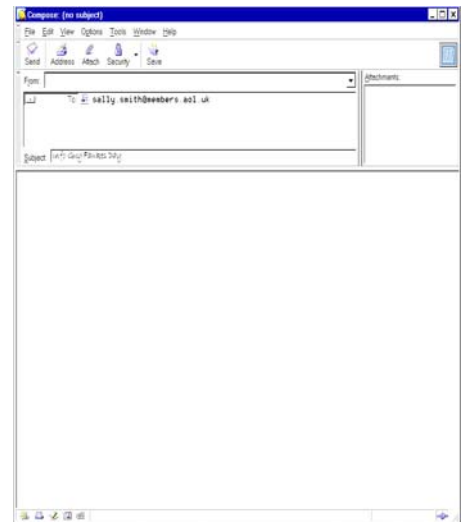 Compose: (no subject)
File Edit View Options Tools Window Help
Send Address Attach Security Save
From: Attachments:
To: sally.smith@members.aol.uk
Subject: